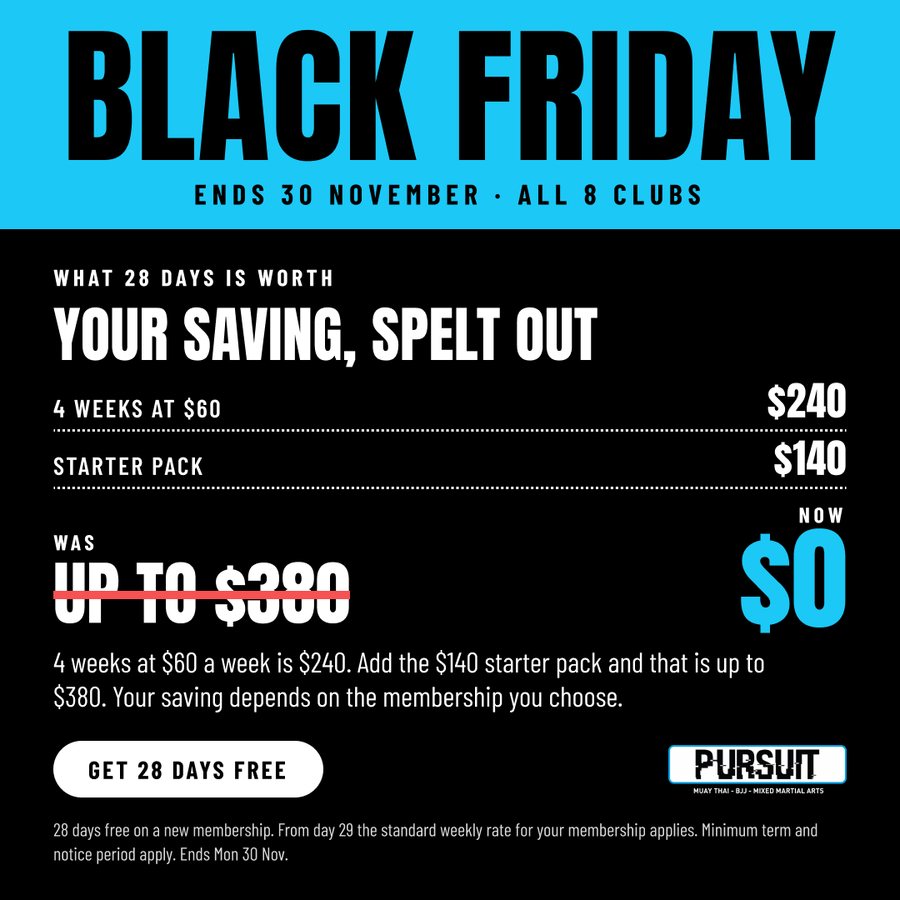 BLACK FRIDAY
ENDS 30 NOVEMBER · ALL 8 CLUBS
WHAT 28 DAYS IS WORTH
YOUR SAVING, SPELT OUT
4 WEEKS AT $60 $240
STARTER PACK $140
NOW
WAS
$0
UP TO $380
4 weeks at $60 a week is $240. Add the $140 starter pack and that is up to
$380. Your saving depends on the membership you choose.
GET 28 DAYS FREE
PURSUIT
MUAY THAI - BJJ - MIXED MARTIAL ARTS
28 days free on a new membership. From day 29 the standard weekly rate for your membership applies. Minimum term and
notice period apply. Ends Mon 30 Nov.